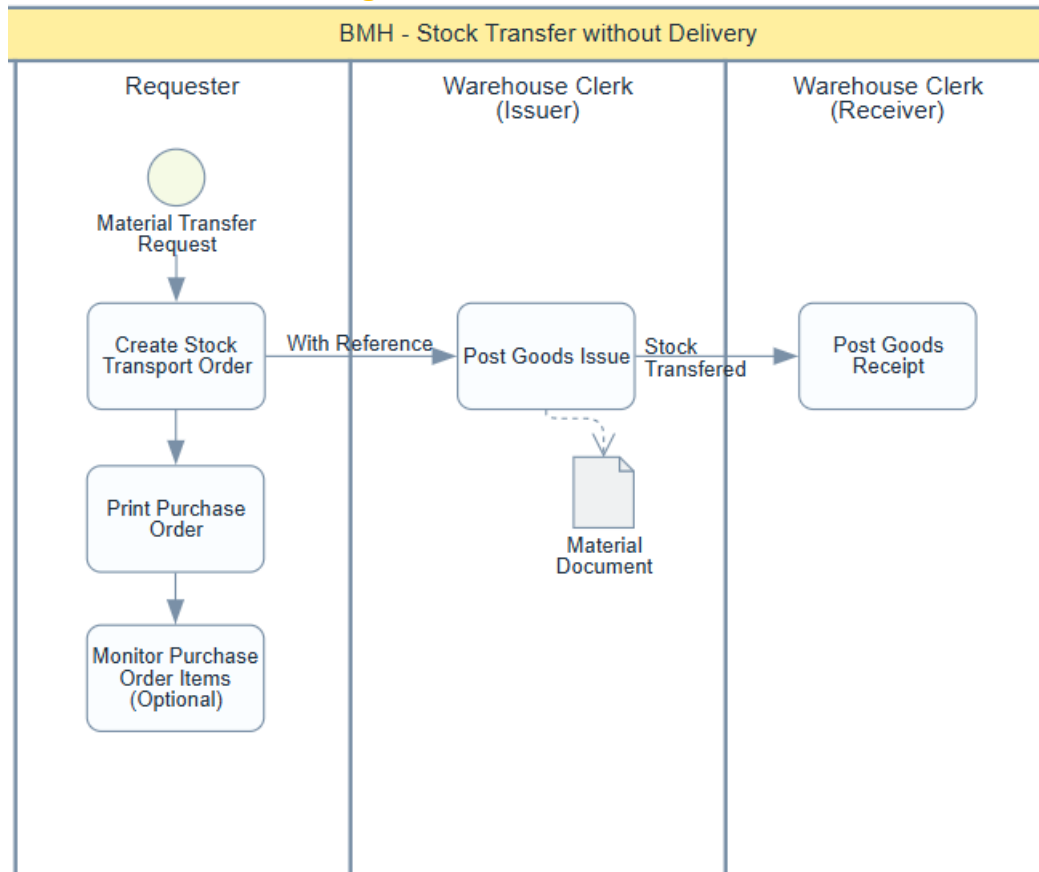 BMH - Stock Transfer without Delivery
Requester
Warehouse Clerk
(Issuer)
Warehouse Clerk
(Receiver)
Material Transfer
Request
Create Stock
Transport Order
With Reference
Post Goods Issue
Stock
Transfered
Post Goods
Receipt
Print Purchase
Order
Material
Document
Monitor Purchase
Order Items
(Optional)